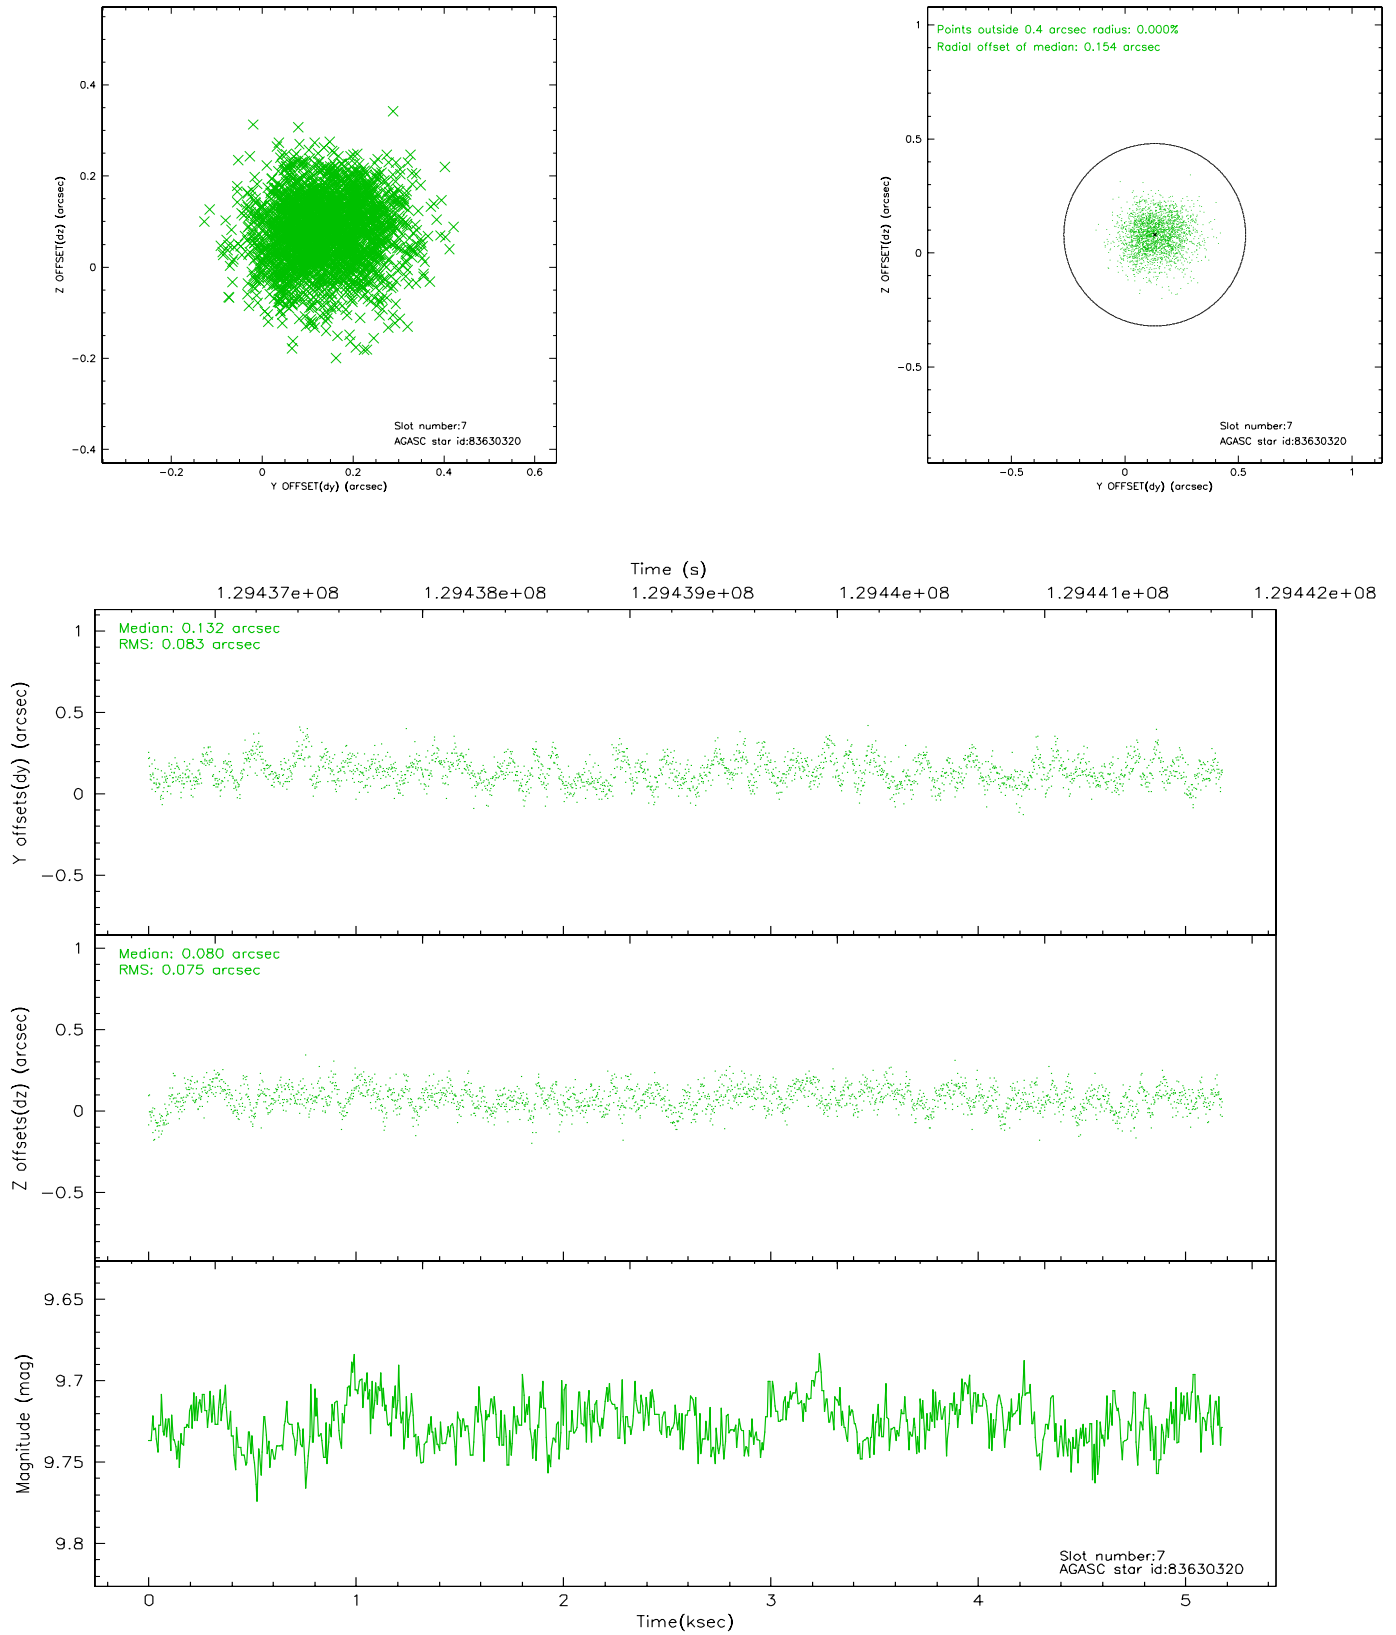 0.4
0.2
0
-0.2
-0.4
Z OFFSET(dz) (arcsec)
Slot number:7
AGASC star id:83630320
-0.2 0 0.2 0.4 0.6
Y OFFSET(dy) (arcsec)
Points outside 0.4 arcsec radius: 0.000%
Radial offset of median: 0.154 arcsec
1
0.5
0
-0.5
Z OFFSET(dz) (arcsec)
Slot number:7
AGASC star id:83630320
-0.5 0 0.5 1
Y OFFSET(dy) (arcsec)
Time (s)
1.29437e+08 1.29438e+08 1.29439e+08 1.2944e+08 1.29441e+08 1.29442e+08
Median: 0.132 arcsec
RMS: 0.083 arcsec
1
0.5
0
-0.5
Y offsets(dy) (arcsec)
Median: 0.080 arcsec
RMS: 0.075 arcsec
1
0.5
0
-0.5
Z offsets(dz) (arcsec)
9.65
9.7
9.75
9.8
Magnitude (mag)
Slot number:7
AGASC star id:83630320
0 1 2 3 4 5
Time(ksec)